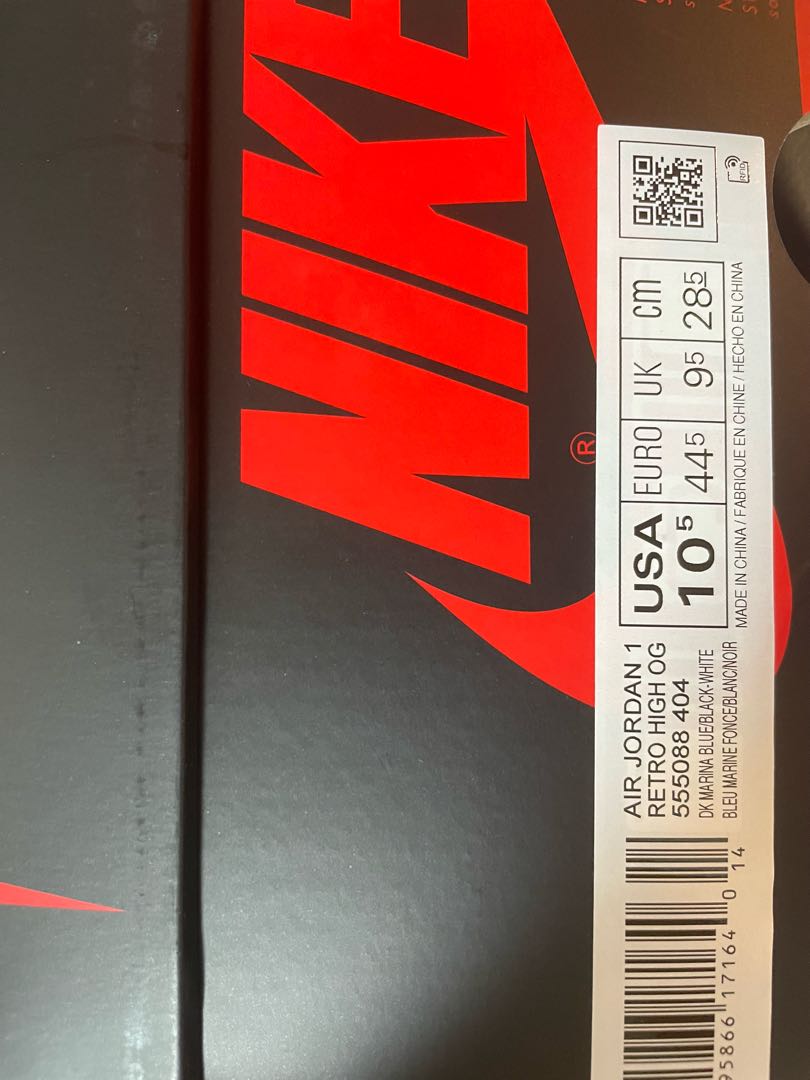 NIKE
®
AIR JORDAN 1
RETRO HIGH OG
555088 404
DK MARINA BLUE/BLACK-WHITE
BLEU MARINE FONCE/BLANC/NOIR
USA EURO UK cm
10⁵ 44⁵ 9⁵ 28⁵
MADE IN CHINA / FABRIQUE EN CHINE / HECHO EN CHINA
RFID
95866 17164 0 14